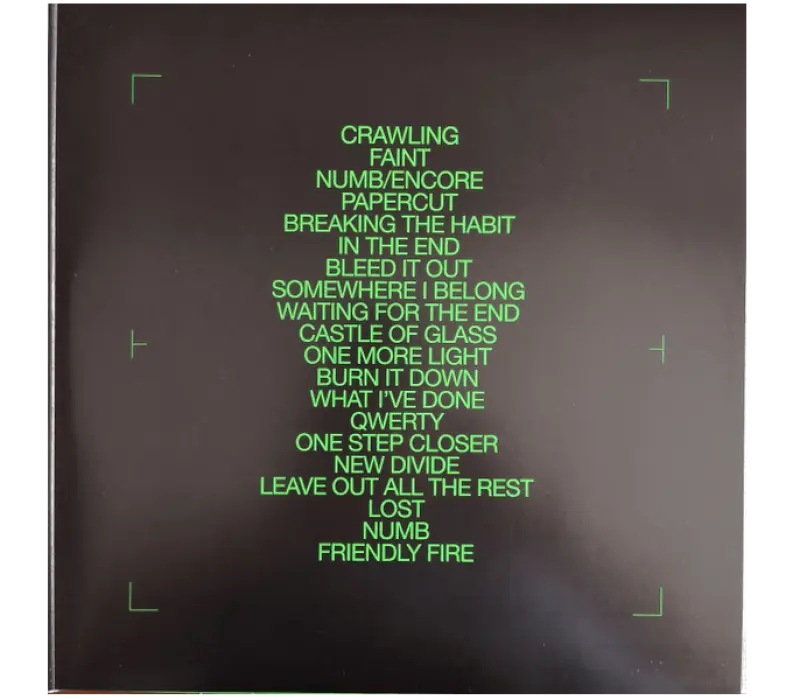 CRAWLING
FAINT
NUMB/ENCORE
PAPERCUT
BREAKING THE HABIT
IN THE END
BLEED IT OUT
SOMEWHERE I BELONG
WAITING FOR THE END
CASTLE OF GLASS
ONE MORE LIGHT
BURN IT DOWN
WHAT I'VE DONE
QWERTY
ONE STEP CLOSER
NEW DIVIDE
LEAVE OUT ALL THE REST
LOST
NUMB
FRIENDLY FIRE